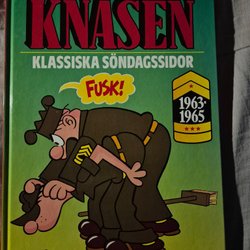 KNASEN
KLASSISKA SÖNDAGSSIDOR
FUSK!
1963-
1965